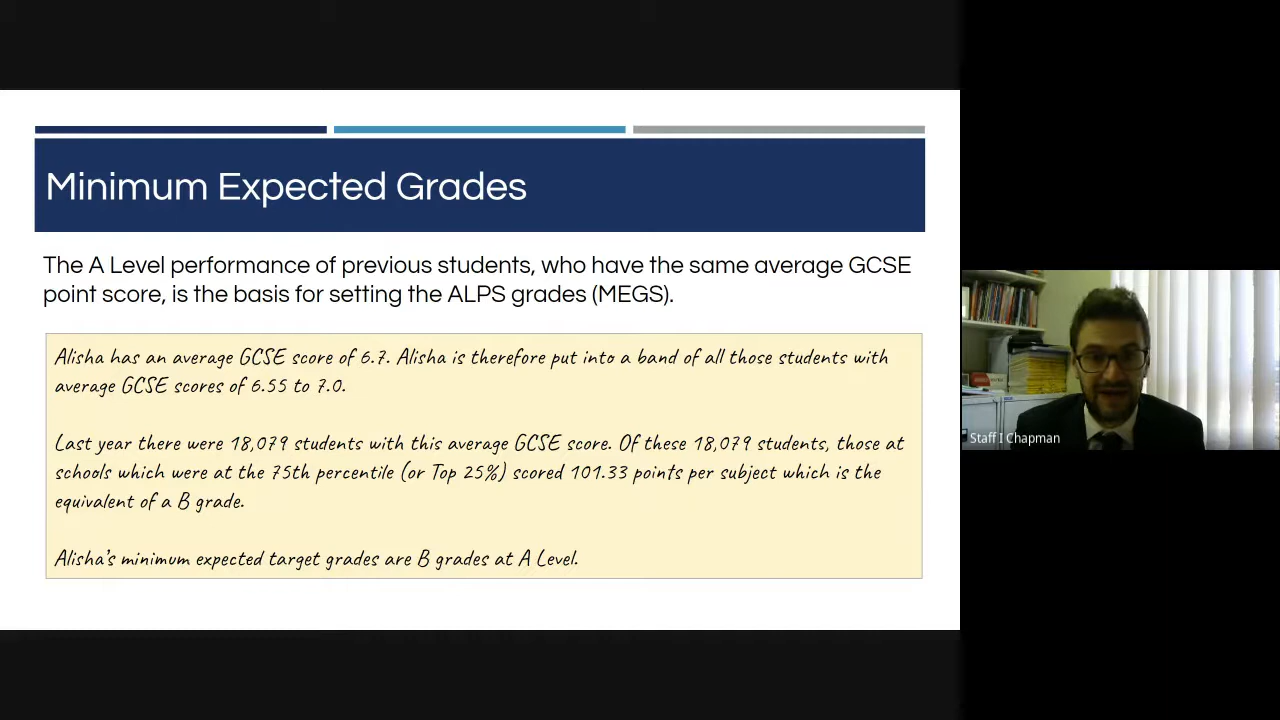 Minimum Expected Grades
The A Level performance of previous students, who have the same average GCSE
point score, is the basis for setting the ALPS grades (MEGS).
Alisha has an average GCSE score of 6.7. Alisha is therefore put into a band of all those students with
average GCSE scores of 6.55 to 7.0.
Last year there were 18,079 students with this average GCSE score. Of these 18,079 students, those at
schools which were at the 75th percentile (or Top 25%) scored 101.33 points per subject which is the
equivalent of a B grade.
Alisha's minimum expected target grades are B grades at A Level.
Staff I Chapman